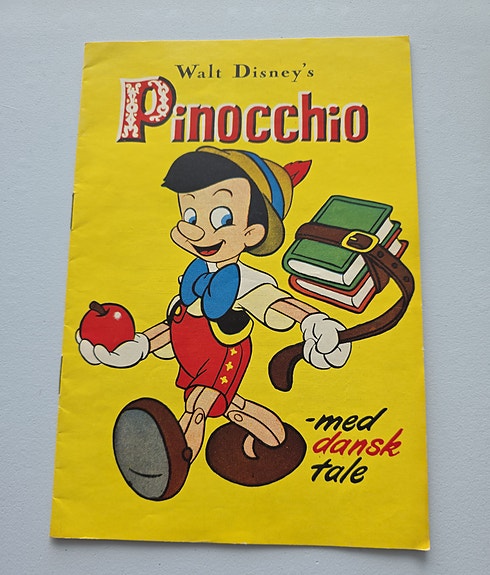 Walt Disney's
Pinocchio
-med
dansk
tale